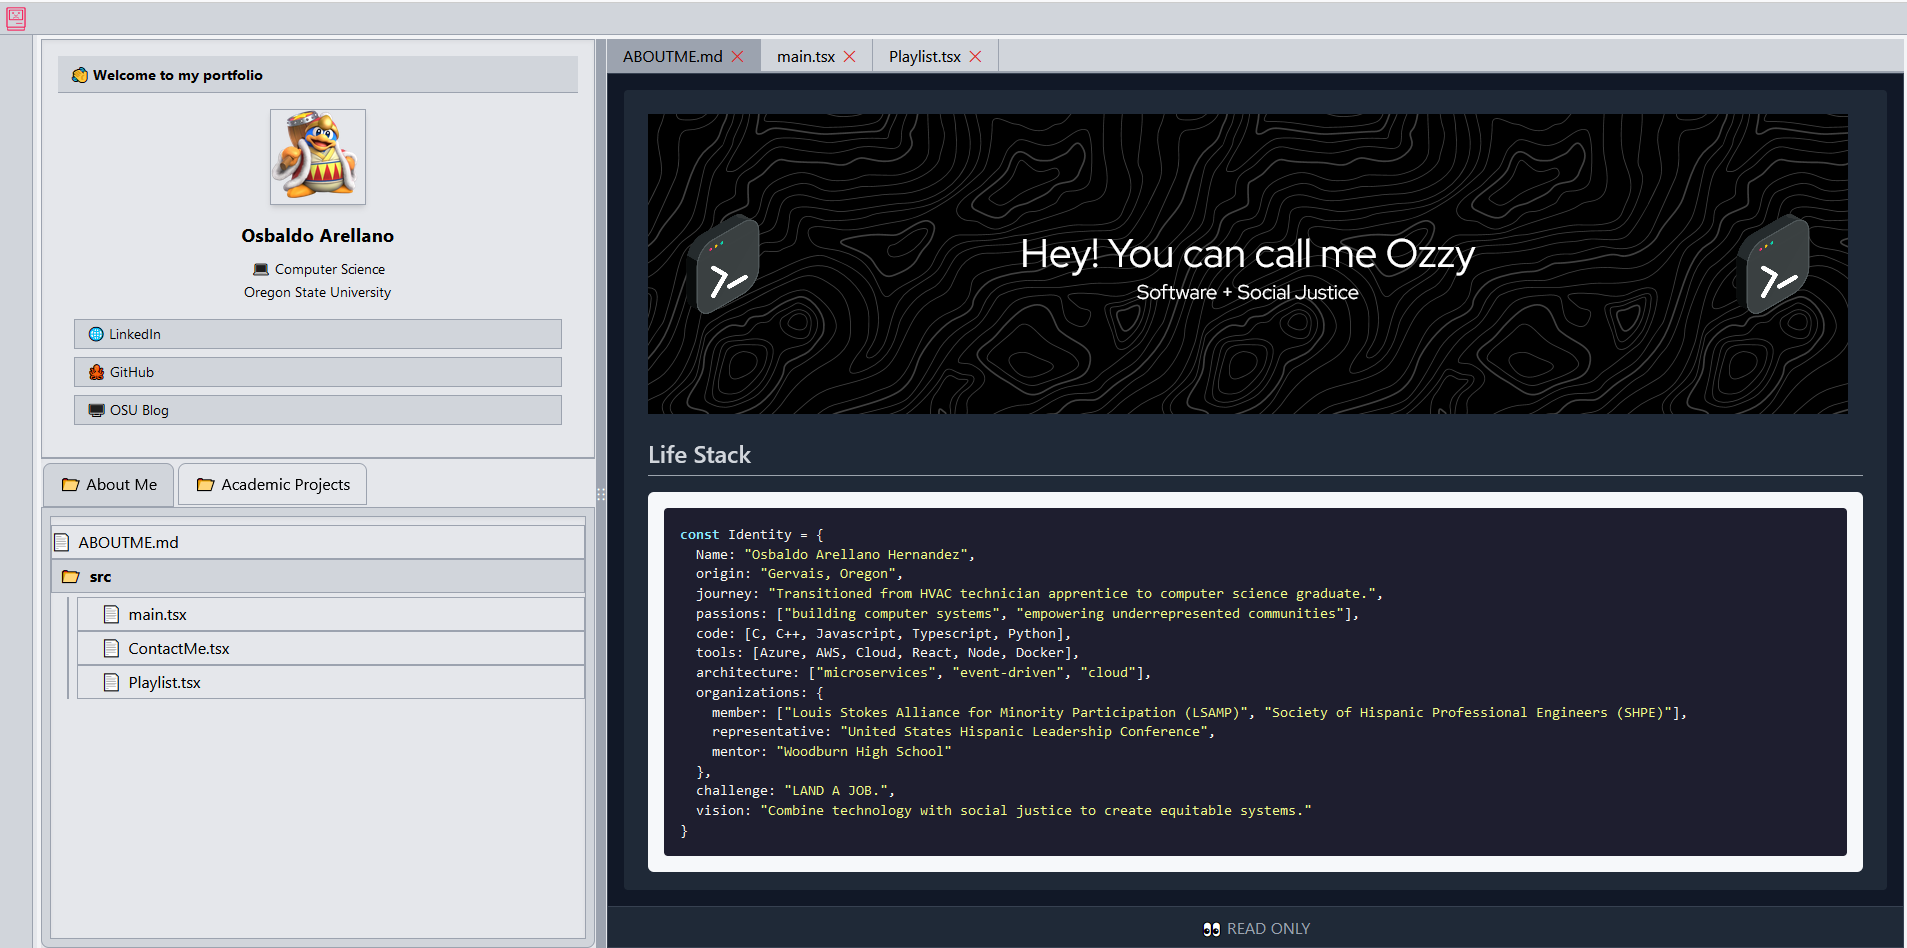 Welcome to my portfolio
Osbaldo Arellano
Computer Science
Oregon State University
LinkedIn
GitHub
OSU Blog
About Me
Academic Projects
ABOUTME.md
src
main.tsx
ContactMe.tsx
Playlist.tsx
ABOUTME.md
main.tsx
Playlist.tsx
Hey! You can call me Ozzy
Software + Social Justice
Life Stack
const Identity = {
Name: "Osbaldo Arellano Hernandez",
origin: "Gervais, Oregon",
journey: "Transitioned from HVAC technician apprentice to computer science graduate.",
passions: ["building computer systems", "empowering underrepresented communities"],
code: [C, C++, Javascript, Typescript, Python],
tools: [Azure, AWS, Cloud, React, Node, Docker],
architecture: ["microservices", "event-driven", "cloud"],
organizations: {
member: ["Louis Stokes Alliance for Minority Participation (LSAMP)", "Society of Hispanic Professional Engineers (SHPE)"],
representative: "United States Hispanic Leadership Conference",
mentor: "Woodburn High School"
},
challenge: "LAND A JOB.",
vision: "Combine technology with social justice to create equitable systems."
}
READ ONLY